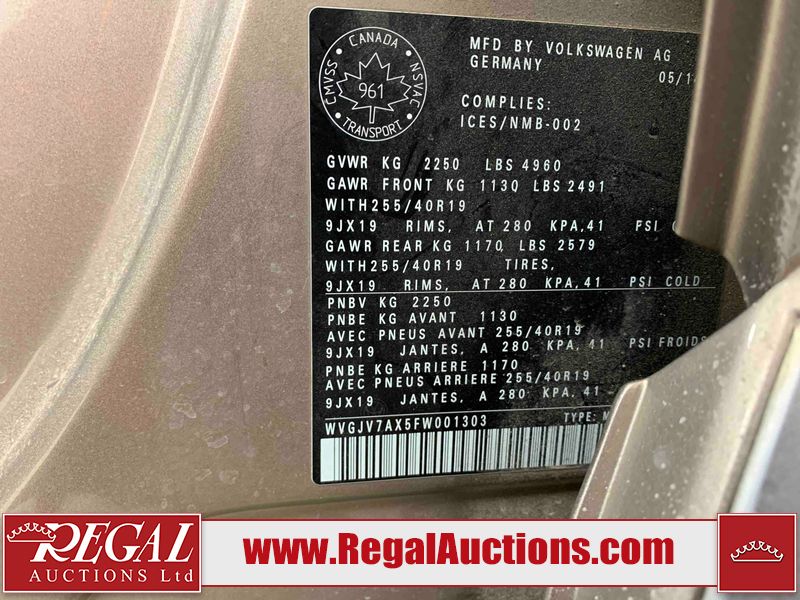 CANADA
CMVSS
NSVAC
961
TRANSPORT
MFD BY VOLKSWAGEN AG
GERMANY
05/1
COMPLIES:
ICES/NMB-002
GVWR KG 2250 LBS 4960
GAWR FRONT KG 1130 LBS 2491
WITH255/40R19
9JX19 RIMS, AT 280 KPA,41 PSI
GAWR REAR KG 1170 LBS 2579
WITH255/40R19 TIRES,
9JX19 RIMS, AT 280 KPA,41 PSI COLD
PNBV KG 2250
PNBE KG AVANT 1130
AVEC PNEUS AVANT 255/40R19
9JX19 JANTES, A 280 KPA, 41 PSI FROIDS
PNBE KG ARRIERE 1170
AVEC PNEUS ARRIERE 255/40R19
9JX19 JANTES, A 280 KPA, 41
WVGJV7AX5FW001303 TYPE: M
REGAL
AUCTIONS Ltd
www.RegalAuctions.com